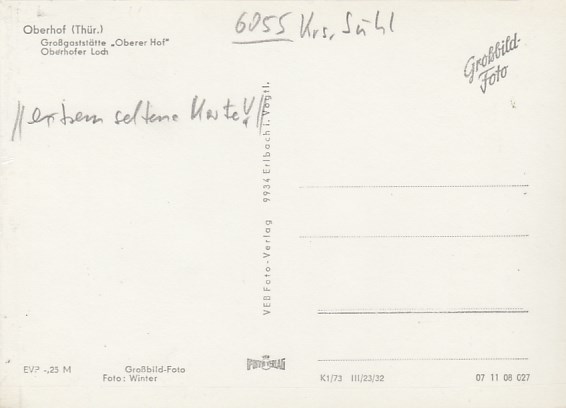 Oberhof (Thür.)
Großgaststätte „Oberer Hof"
Oberhofer Loch
6055 Krs. Suhl
Großbild-
Foto
//extrem seltene Karte!!//
VEB Foto-Verlag 9934 Erlbach i. Vogtl.
EVP -,25 M
Großbild-Foto
Foto: Winter
K1/73 III/23/32
07 11 08 027